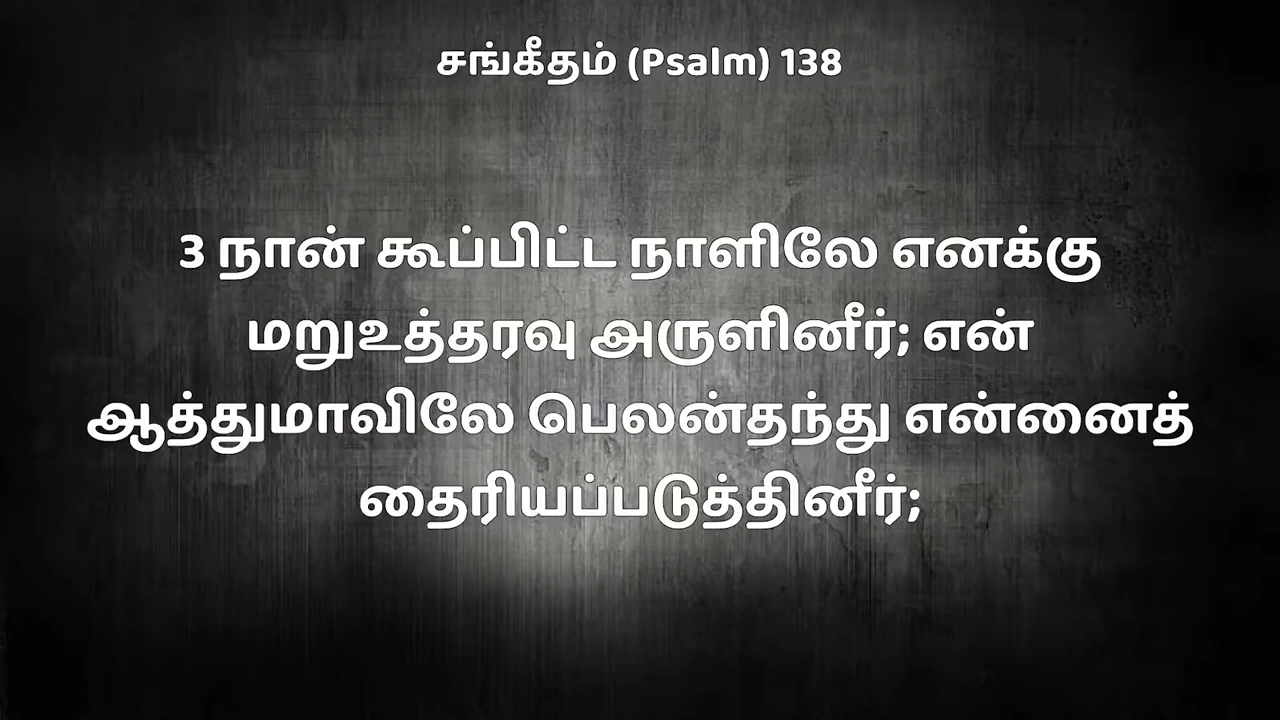 சங்கீதம் (Psalm) 138
3 நான் கூப்பிட்ட நாளிலே எனக்கு
மறுஉத்தரவு அருளினீர்; என்
ஆத்துமாவிலே பெலன்தந்து என்னைத்
தைரியப்படுத்தினீர்;